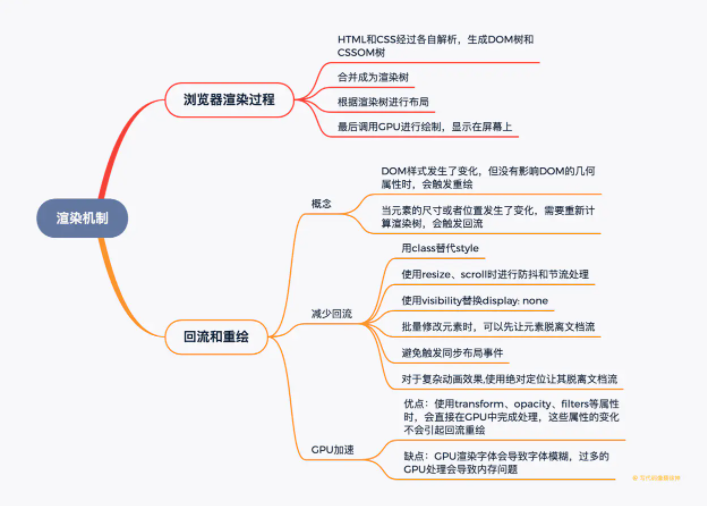 渲染机制
浏览器渲染过程
HTML和CSS经过各自解析，生成DOM树和
CSSOM树
合并成为渲染树
根据渲染树进行布局
最后调用GPU进行绘制，显示在屏幕上
回流和重绘
概念
DOM样式发生了变化，但没有影响DOM的几何
属性时，会触发重绘
当元素的尺寸或者位置发生了变化，需要重新计
算渲染树，会触发回流
减少回流
用class替代style
使用resize、scroll时进行防抖和节流处理
使用visibility替换display: none
批量修改元素时，可以先让元素脱离文档流
避免触发同步布局事件
对于复杂动画效果,使用绝对定位让其脱离文档流
GPU加速
优点：使用transform、opacity、filters等属性
时，会直接在GPU中完成处理，这些属性的变化
不会引起回流重绘
缺点：GPU渲染字体会导致字体模糊，过多的
GPU处理会导致内存问题